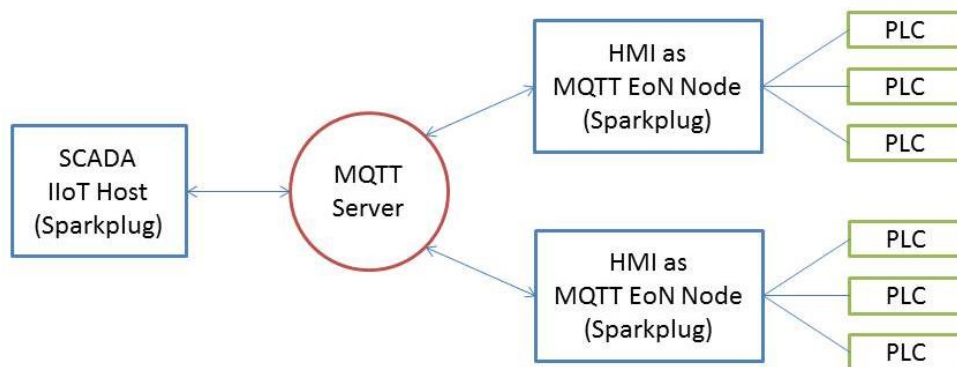 SCADA
IIoT Host
(Sparkplug)
MQTT
Server
HMI as
MQTT EoN Node
(Sparkplug)
PLC
PLC
PLC
HMI as
MQTT EoN Node
(Sparkplug)
PLC
PLC
PLC